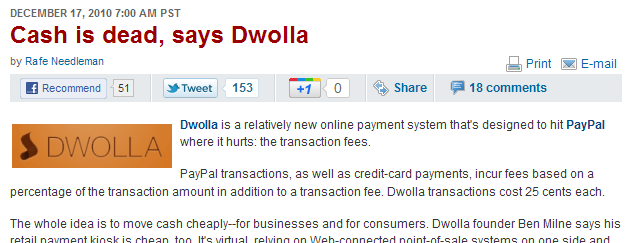 DECEMBER 17, 2010 7:00 AM PST
Cash is dead, says Dwolla
by Rafe Needleman
Print E-mail
Recommend 51 Tweet 153 +1 0 Share 18 comments
DWOLLA
Dwolla is a relatively new online payment system that's designed to hit PayPal
where it hurts: the transaction fees.
PayPal transactions, as well as credit-card payments, incur fees based on a
percentage of the transaction amount in addition to a transaction fee. Dwolla transactions cost 25 cents each.
The whole idea is to move cash cheaply--for businesses and for consumers. Dwolla founder Ben Milne says his
retail payment kiosk is cheap, too. It's virtual, relying on Web-connected point-of-sale systems on one side and